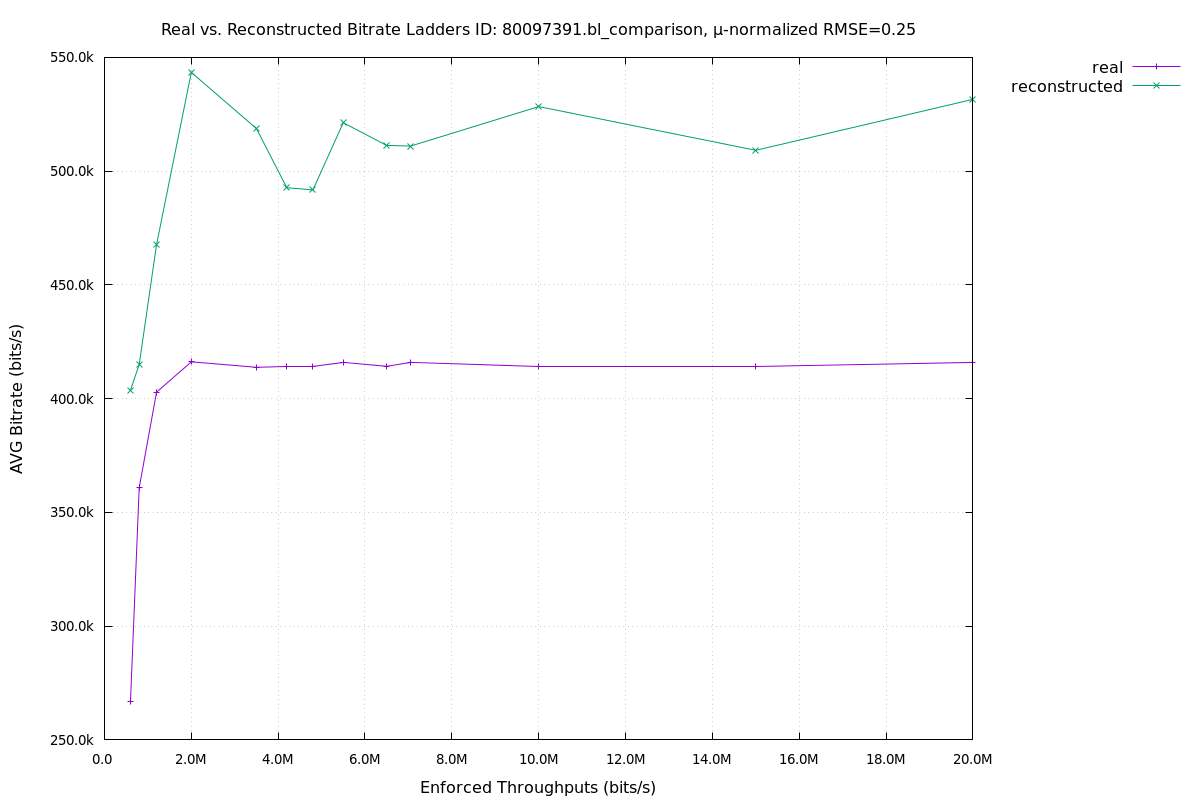 Real vs. Reconstructed Bitrate Ladders ID: 80097391.bl_comparison, μ-normalized RMSE=0.25
real
reconstructed
550.0k
500.0k
450.0k
400.0k
350.0k
300.0k
250.0k
AVG Bitrate (bits/s)
0.0 2.0M 4.0M 6.0M 8.0M 10.0M 12.0M 14.0M 16.0M 18.0M 20.0M
Enforced Throughputs (bits/s)